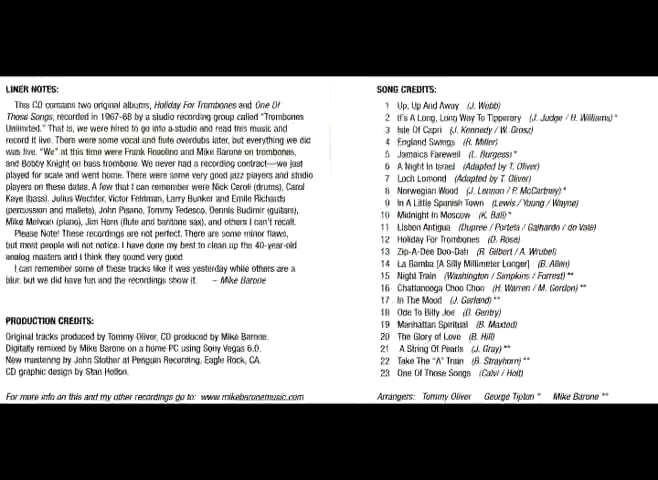 LINER NOTES:
This CD contains two original albums, Holiday For Trombones and One Of
Those Songs, recorded in 1967-68 by a studio recording group called "Trombones
Unlimited." That is, we were hired to go into a studio and read this music and
record it live. There were some vocal and flute overdubs later, but everything we did
was live. "We" at this time were Frank Rosolino and Mike Barone on trombones,
and Bobby Knight on bass trombone. We never had a recording contract—we just
played for scale and went home. There were some very good jazz players and studio
players on these dates. A few that I can remember were Nick Ceroli (drums), Carol
Kaye (bass), Julius Wechter, Victor Feldman, Larry Bunker and Emile Richards
(percussion and mallets), John Pisano, Tommy Tedesco, Dennis Budimir (guitars),
Mike Melvoin (piano), Jim Horn (flute and baritone sax), and others I can't recall.
Please Note! These recordings are not perfect. There are some minor flaws,
but most people will not notice. I have done my best to clean up the 40-year-old
analog masters and I think they sound very good.
I can remember some of these tracks like it was yesterday while others are a
blur, but we did have fun and the recordings show it. – Mike Barone
PRODUCTION CREDITS:
Original tracks produced by Tommy Oliver, CD produced by Mike Barone.
Digitally remixed by Mike Barone on a home PC using Sony Vegas 6.0.
New mastering by John Stother at Penguin Recording, Eagle Rock, CA.
CD graphic design by Stan Hollon.
For more info on this and my other recordings go to: www.mikebaronemusic.com
SONG CREDITS:
1 Up, Up And Away (J. Webb)
2 It's A Long, Long Way To Tipperary (J. Judge / H. Williams) *
3 Isle Of Capri (J. Kennedy / W. Grosz)
4 England Swings (R. Miller)
5 Jamaica Farewell (L. Burgess) *
6 A Night In Israel (Adapted by T. Oliver)
7 Loch Lomond (Adapted by T. Oliver)
8 Norwegian Wood (J. Lennon / P. McCartney) *
9 In A Little Spanish Town (Lewis / Young / Wayne)
10 Midnight In Moscow (K. Ball) *
11 Lisbon Antigua (Dupree / Portela / Galhardo / de Vale)
12 Holiday For Trombones (D. Rose)
13 Zip-A-Dee Doo-Dah (R. Gilbert / A. Wrubel)
14 La Bamba [A Silly Millimeter Longer] (B. Allen)
15 Night Train (Washington / Simpkins / Forrest) **
16 Chattanooga Choo Choo (H. Warren / M. Gordon) **
17 In The Mood (J. Garland) **
18 Ode To Billy Joe (B. Gentry)
19 Manhattan Spiritual (B. Maxted)
20 The Glory of Love (B. Hill)
21 A String Of Pearls (J. Gray) **
22 Take The "A" Train (B. Strayhorn) **
23 One Of Those Songs (Calvi / Holt)
Arrangers: Tommy Oliver George Tipton * Mike Barone **